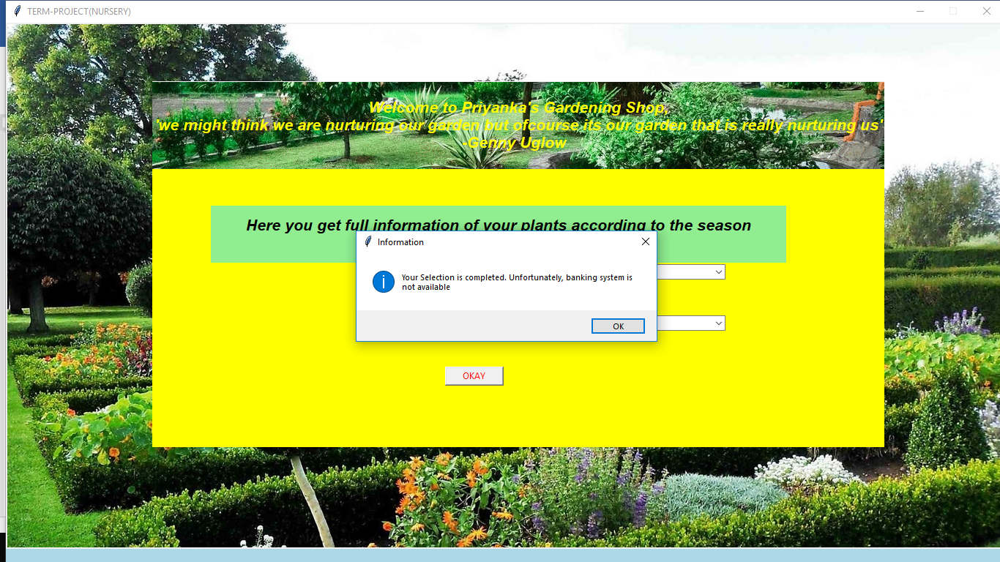 TERM-PROJECT(NURSERY)
Welcome to Priyanka's Gardening Shop,
'we might think we are nurturing our garden but ofcourse its our garden that is really nurturing us'
-Genny Uglow
Here you get full information of your plants according to the season
Information
Your Selection is completed. Unfortunately, banking system is
not available
OK
OKAY